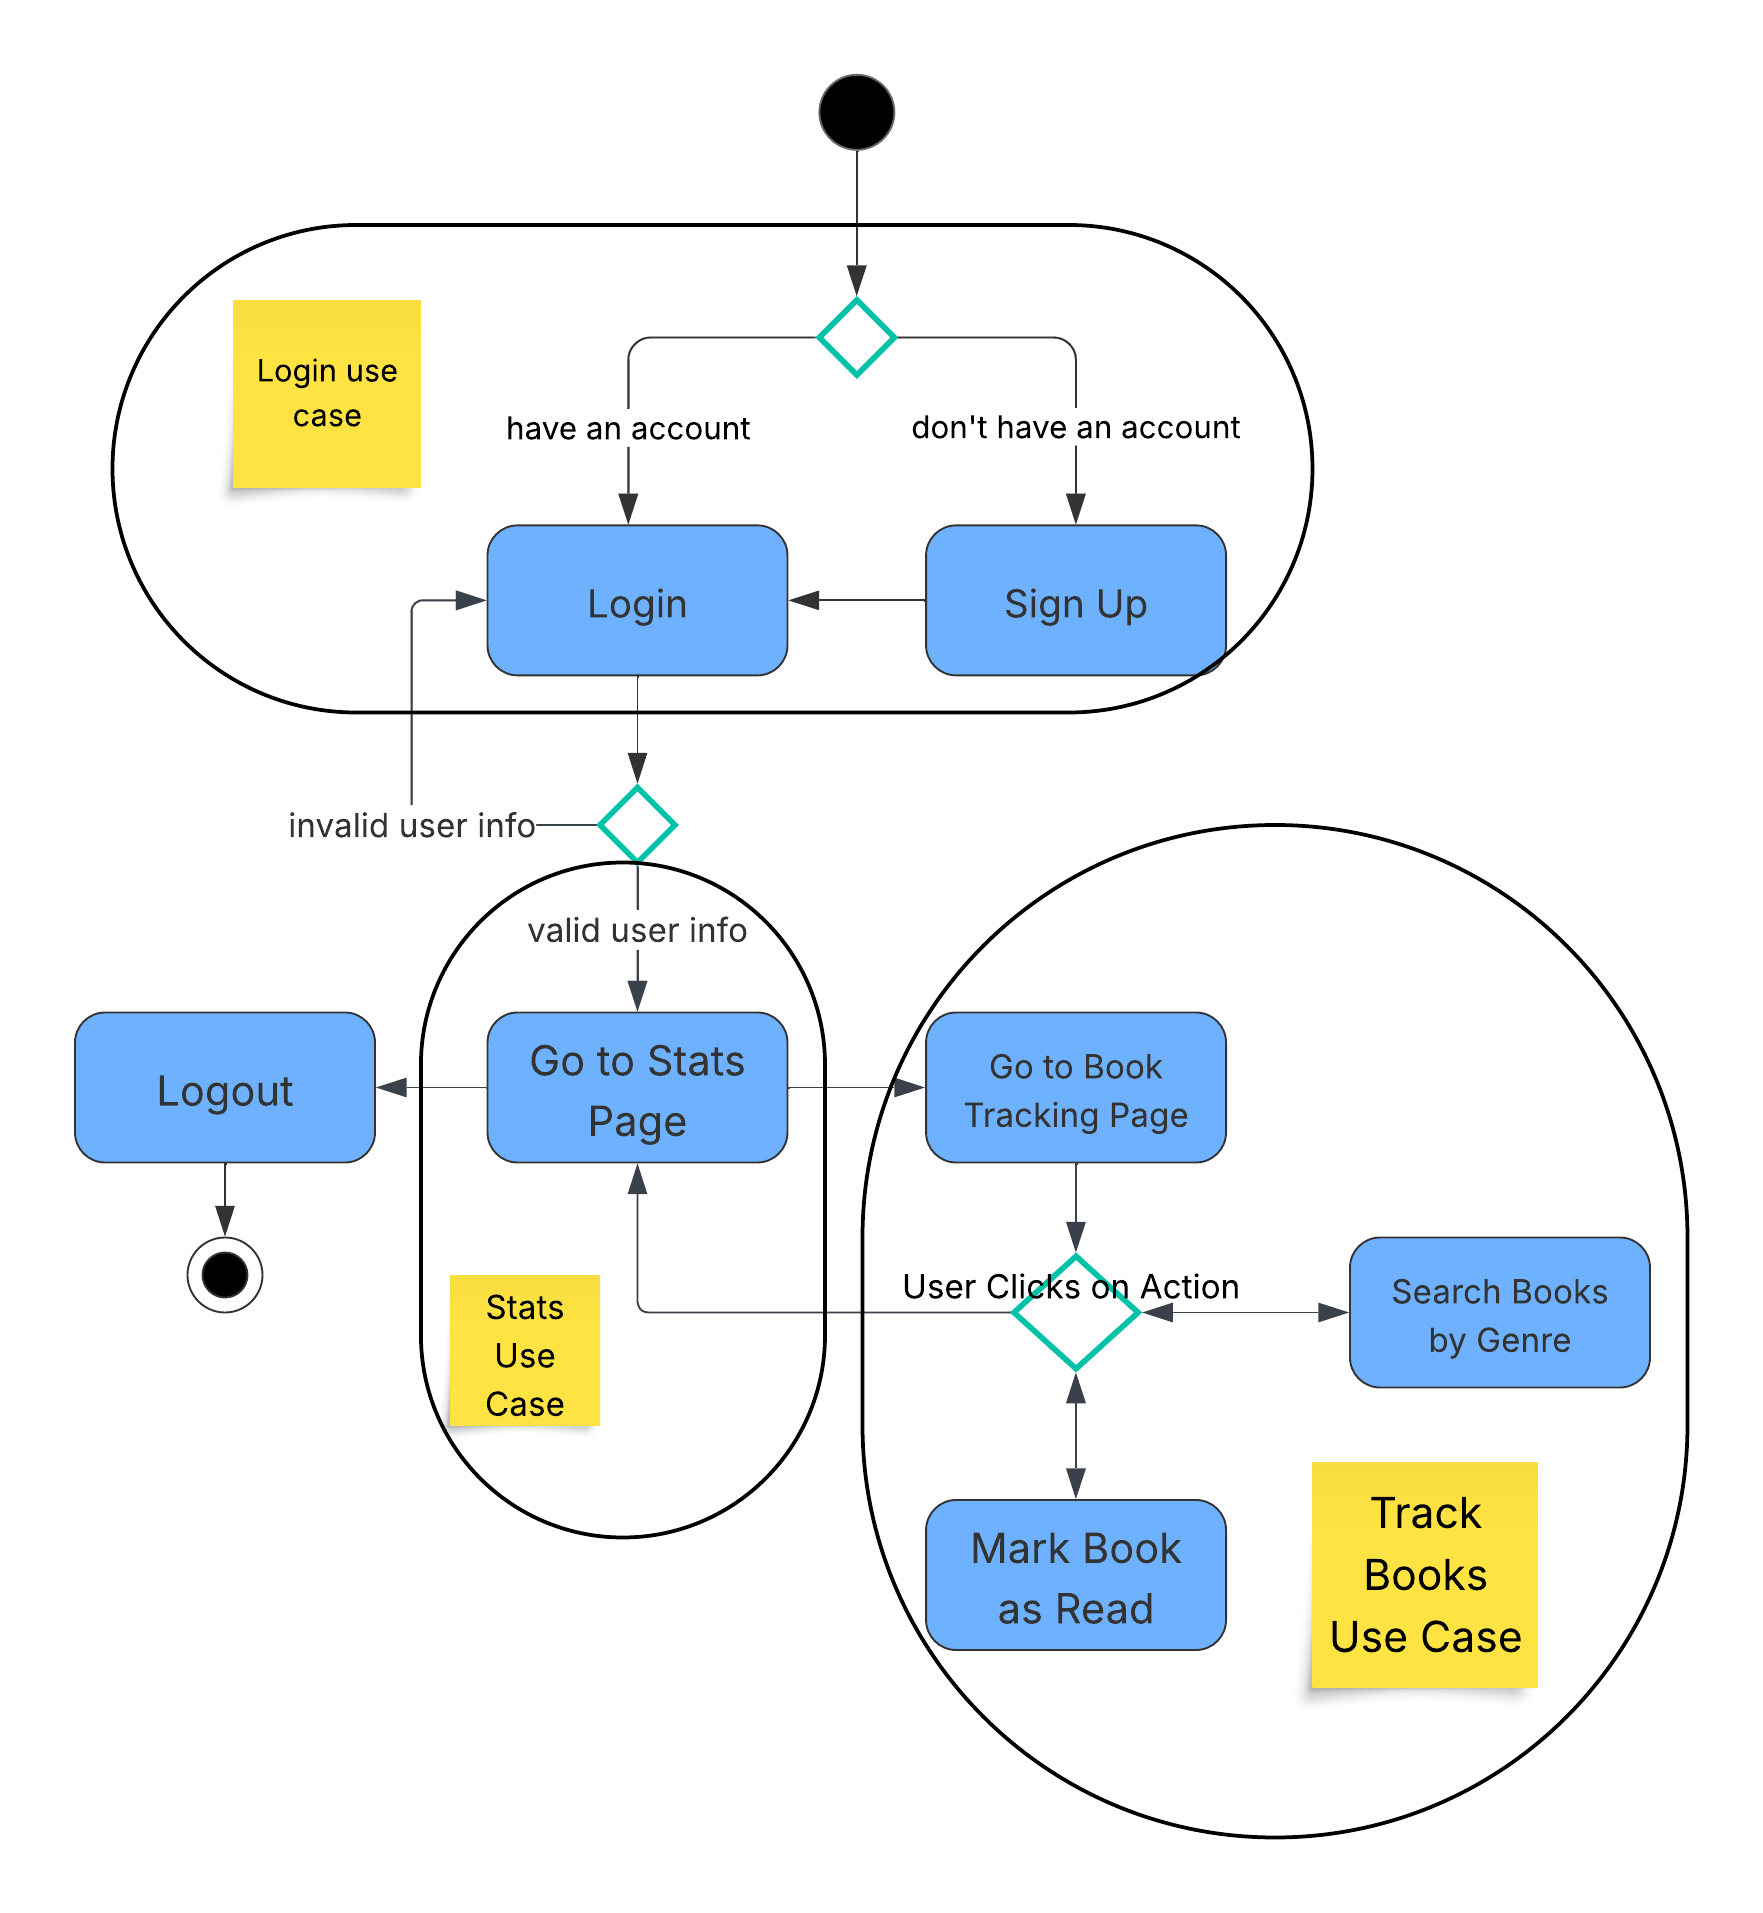 Login use
case
have an account
don't have an account
Login
Sign Up
invalid user info
valid user info
Logout
Go to Stats
Page
Go to Book
Tracking Page
User Clicks on Action
Search Books
by Genre
Stats
Use
Case
Mark Book
as Read
Track
Books
Use Case